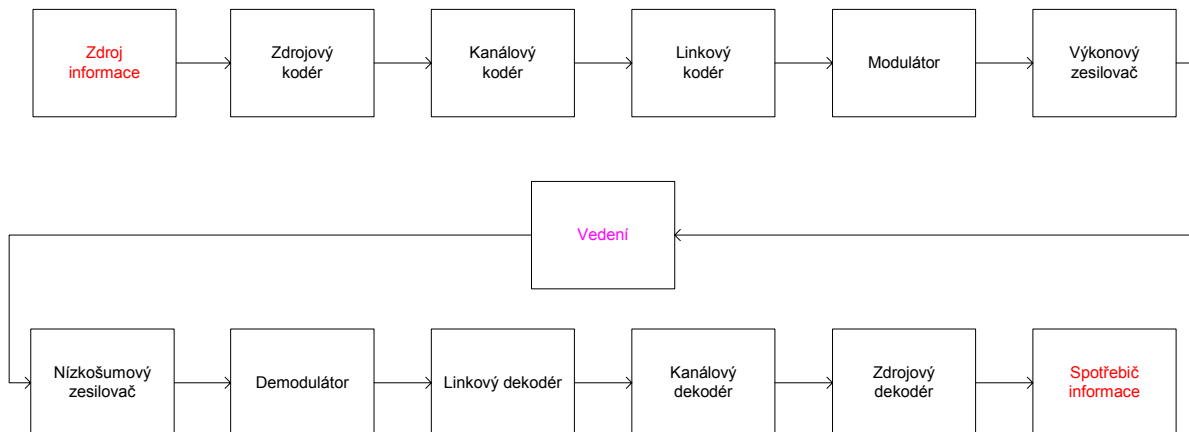 Zdroj
informace
Zdrojový
kodér
Kanálový
kodér
Linkový
kodér
Modulátor
Výkonový
zesilovač
Vedení
Nízkošumový
zesilovač
Demodulátor
Linkový dekodér
Kanálový
dekodér
Zdrojový
dekodér
Spotřebič
informace